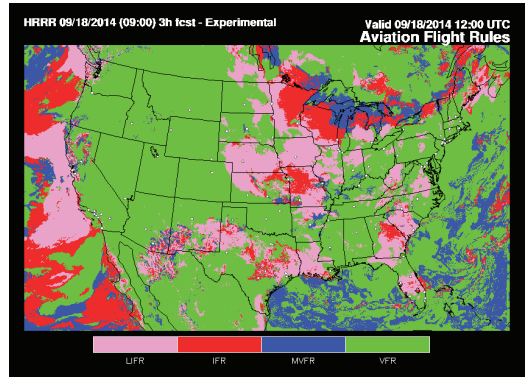 HRRR 09/18/2014 (09:00) 3h fcst - Experimental
Valid 09/18/2014 12:00 UTC
Aviation Flight Rules
LIFR IFR MVFR VFR